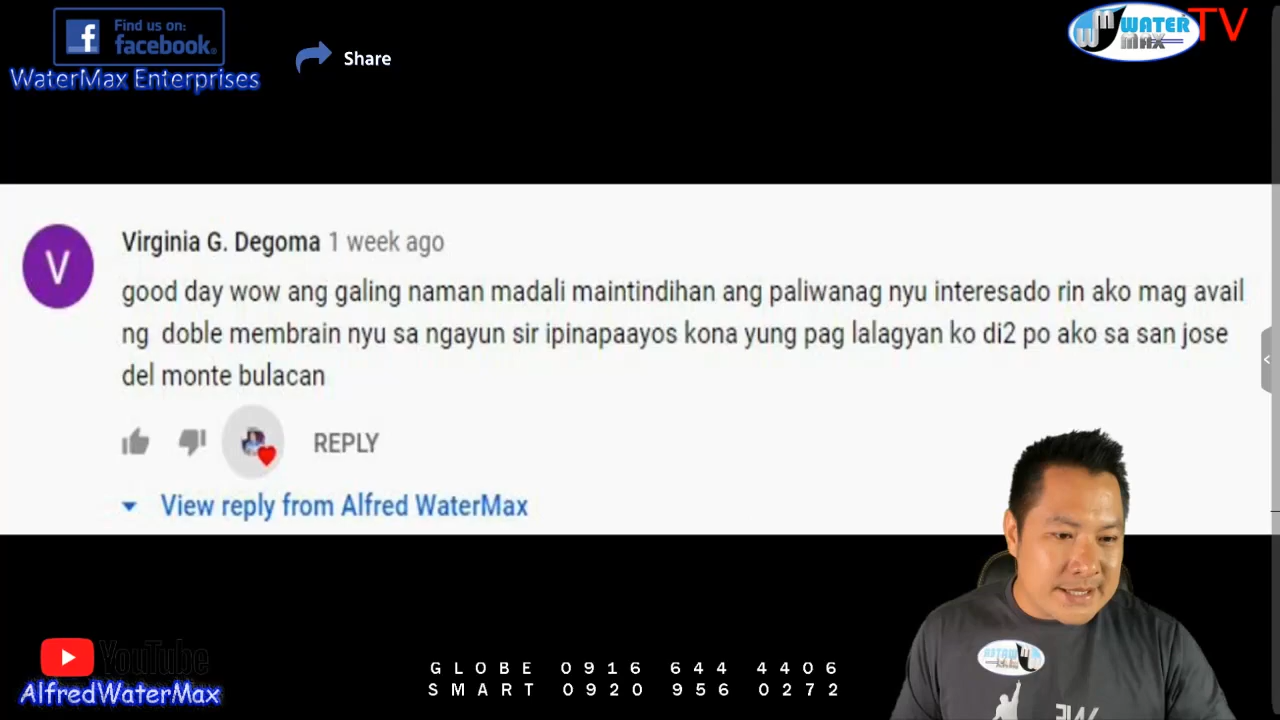 Find us on:
facebook
WaterMax Enterprises
Share
WATER
MAX
TV
Virginia G. Degoma 1 week ago
good day wow ang galing naman madali maintindihan ang paliwanag nyu interesado rin ako mag avail
ng doble membrain nyu sa ngayun sir ipinapaayos kona yung pag lalagyan ko di2 po ako sa san jose
del monte bulacan
REPLY
View reply from Alfred WaterMax
YouTube
AlfredWaterMax
GLOBE 0916 644 4406
SMART 0920 956 0272